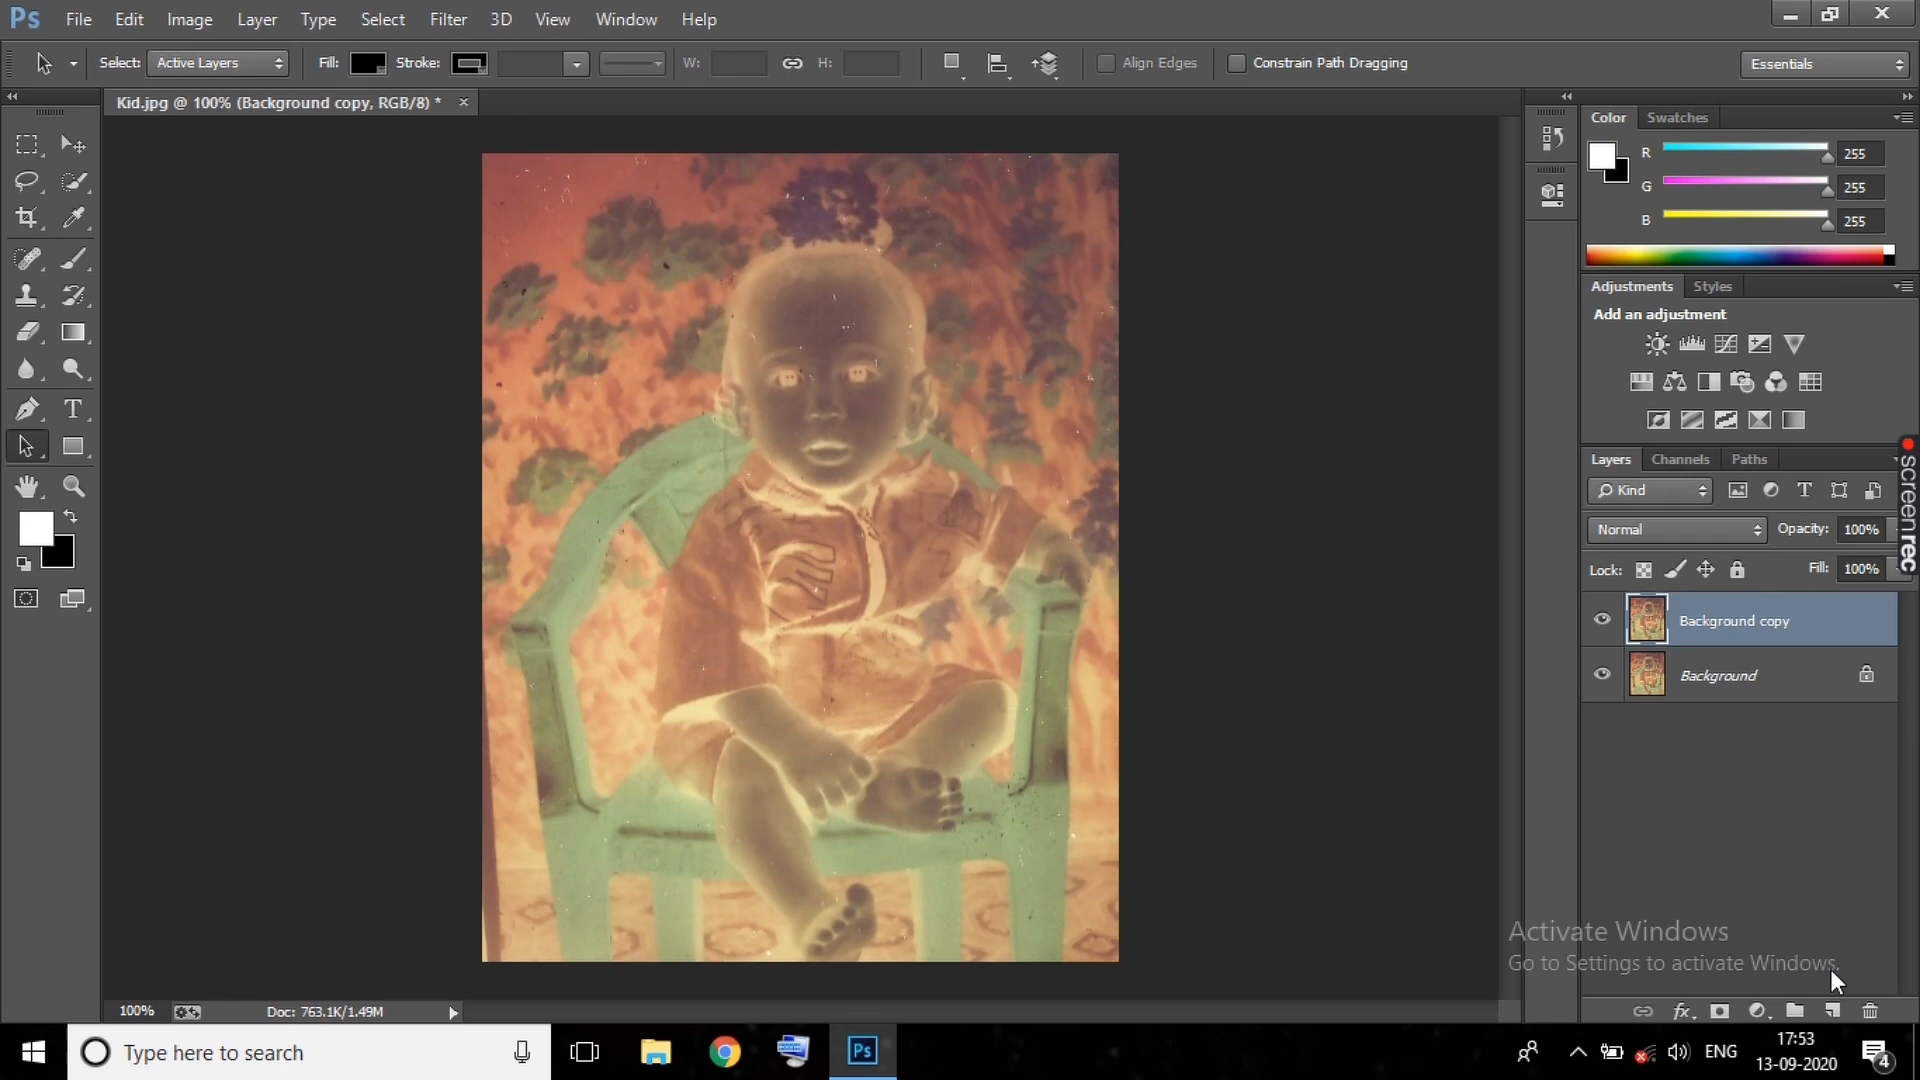 Ps File Edit Image Layer Type Select Filter 3D View Window Help
Select: Active Layers Fill: Stroke: W: H: Align Edges Constrain Path Dragging Essentials
Kid.jpg @ 100% (Background copy, RGB/8) *
Color Swatches
R 255
G 255
B 255
Adjustments Styles
Add an adjustment
Layers Channels Paths
Kind
Normal Opacity: 100%
Lock: Fill: 100%
Background copy
Background
screenrec
Activate Windows
Go to Settings to activate Windows.
100% Doc: 763.1K/1.49M
Type here to search
Ps
ENG
17:53
13-09-2020
4